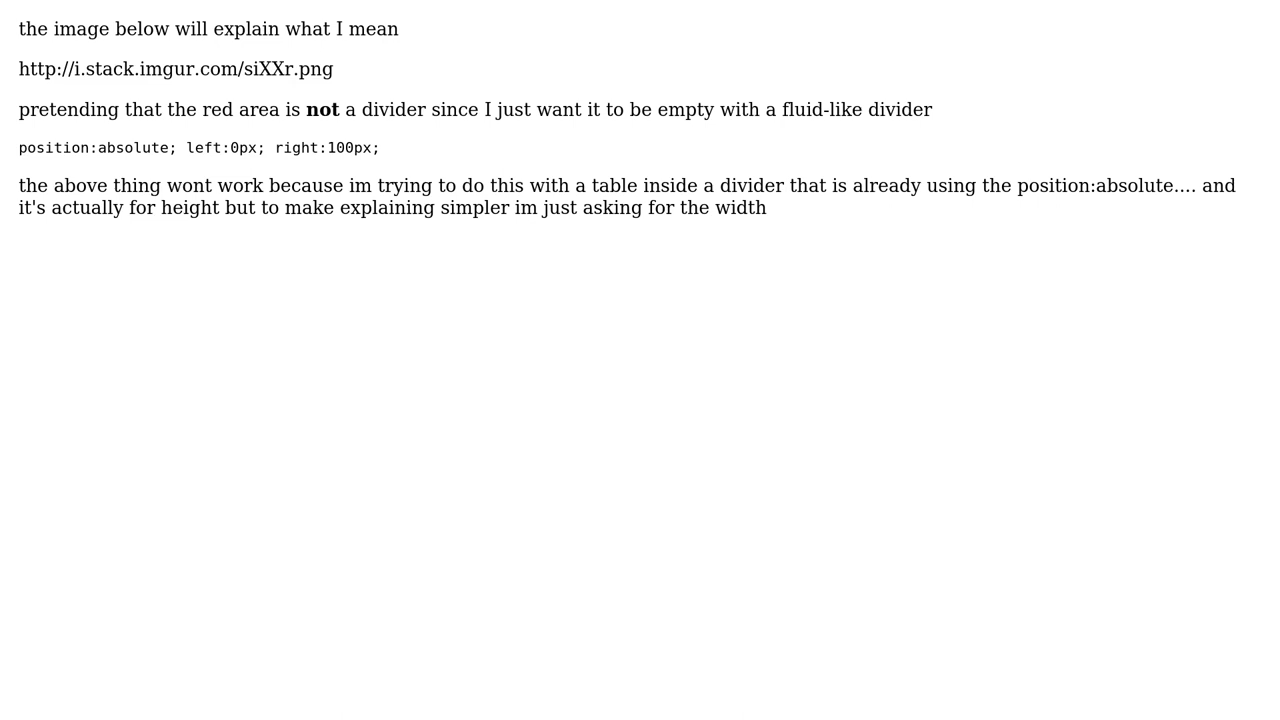 the image below will explain what I mean
http://i.stack.imgur.com/siXXr.png
pretending that the red area is not a divider since I just want it to be empty with a fluid-like divider
position:absolute; left:0px; right:100px;
the above thing wont work because im trying to do this with a table inside a divider that is already using the position:absolute.... and
it's actually for height but to make explaining simpler im just asking for the width